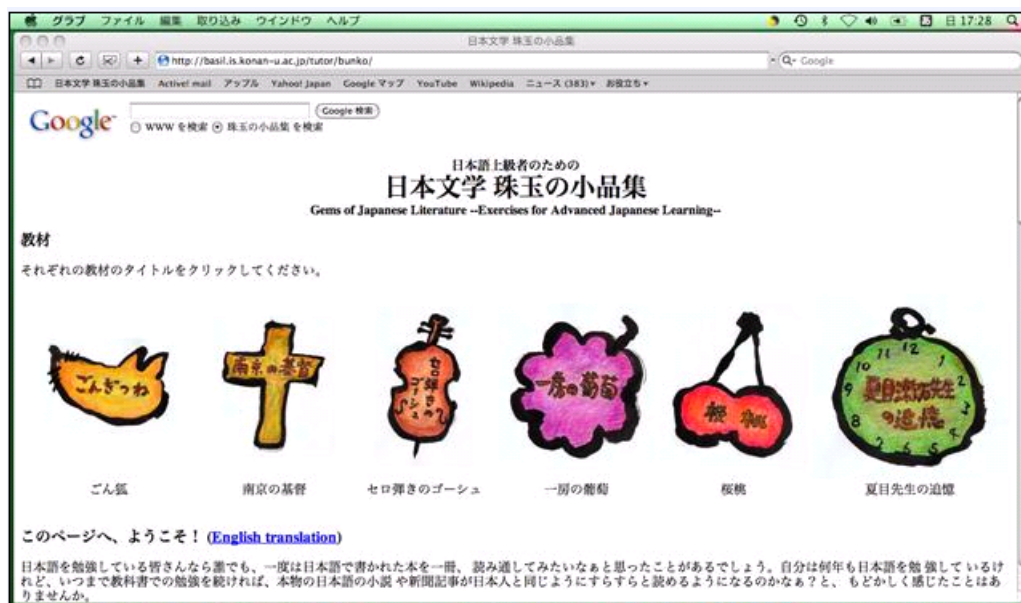 グラブ ファイル 編集 取り込み ウインドウ ヘルプ 日 17:28
日本文学 珠玉の小品集
http://basil.is.konan-u.ac.jp/tutor/bunko/ Google
日本文学 珠玉の小品集 Active! mail アップル Yahoo! Japan Google マップ YouTube Wikipedia ニュース (383) お役立ち
Google Google 検索
WWW を検索 珠玉の小品集 を検索
日本語上級者のための
日本文学 珠玉の小品集
Gems of Japanese Literature --Exercises for Advanced Japanese Learning--
教材
それぞれの教材のタイトルをクリックしてください。
ごんぎつね
南京の基督
セロ弾きの
ゴーシュ
一房の葡萄
桜桃
12 1 2 3 4 5 6 7 8 9 10 11
夏目漱石先生
の追憶
ごん狐 南京の基督 セロ弾きのゴーシュ 一房の葡萄 桜桃 夏目先生の追憶
このページへ、ようこそ! (English translation)
日本語を勉強している皆さんなら誰でも、一度は日本語で書かれた本を一冊、 読み通してみたいなぁと思ったことがあるでしょう。自分は何年も日本語を勉 強して いるけ
れど、いつまで教科書での勉強を続ければ、本物の日本語の小説 や新聞記事が日本人と同じようにすらすらと読めるようになるのかなぁ?と、 もどかしく感じたことはあ
りませんか。